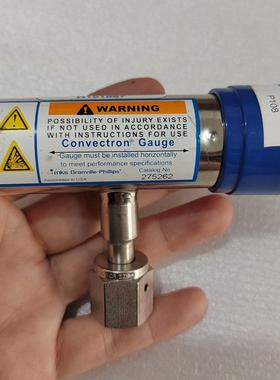 WARNING
POSSIBILITY OF INJURY EXISTS
IF NOT USED IN ACCORDANCE
WITH INSTRUCTIONS FOR USE
Convectron® Gauge
Gauge must be installed horizontally
to meet performance specifications
mks Granville-Phillips®
Catalog No.
275262
P108